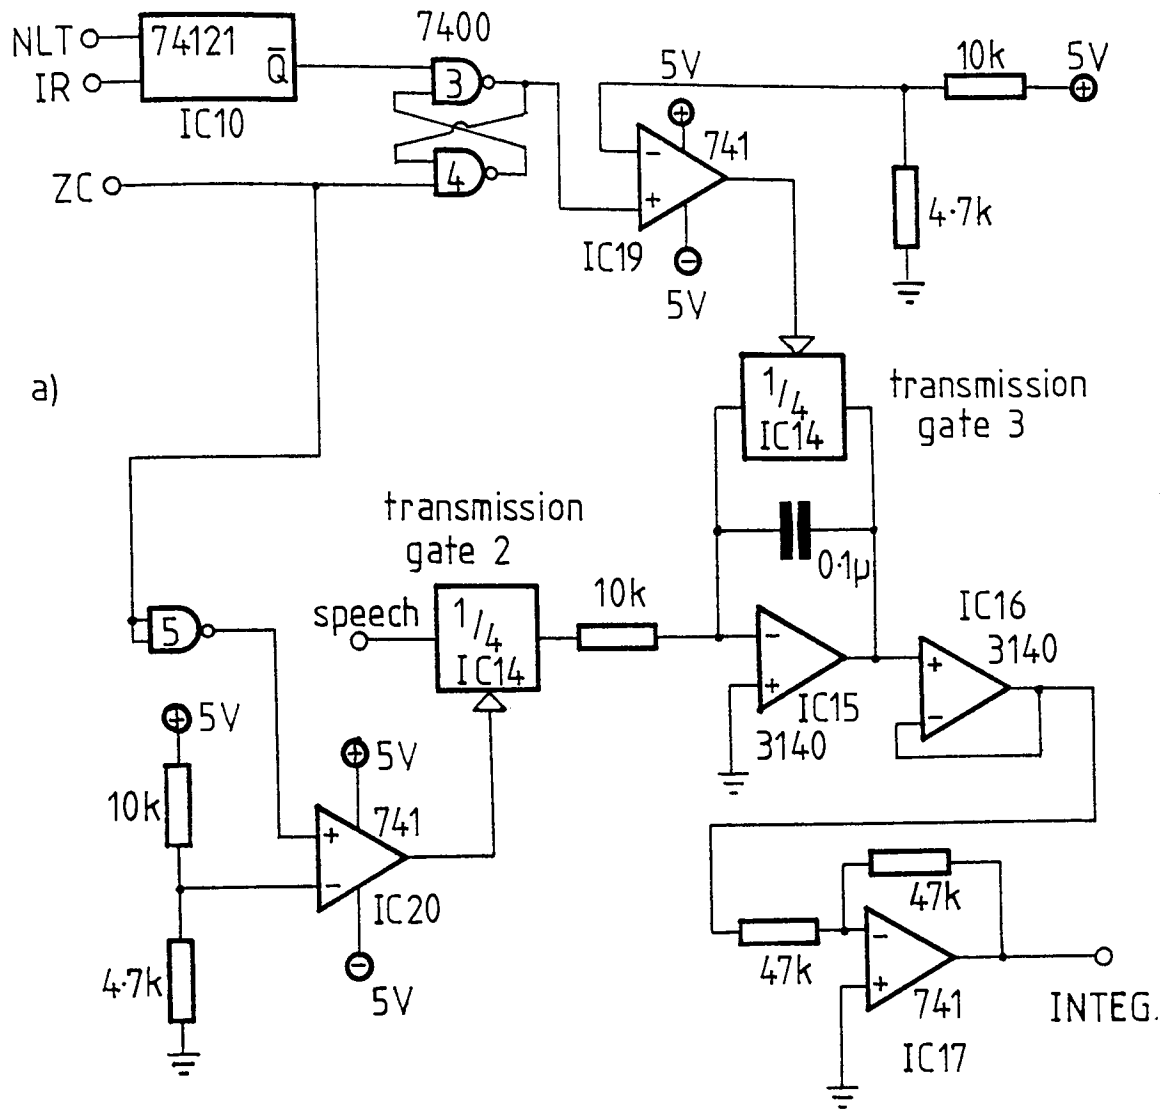 7400
NLT
74121
Q̅
IR
IC10
3
4
ZC
5V
10k
5V
741
−
+
IC19
5V
4·7k
a)
1/4
IC14
transmission
gate 3
transmission
gate 2
0·1μ
speech
1/4
IC14
10k
5
−
+
IC15
3140
IC16
3140
+
−
5V
10k
5V
741
+
−
IC20
4·7k
5V
47k
47k
−
+
741
IC17
INTEG.